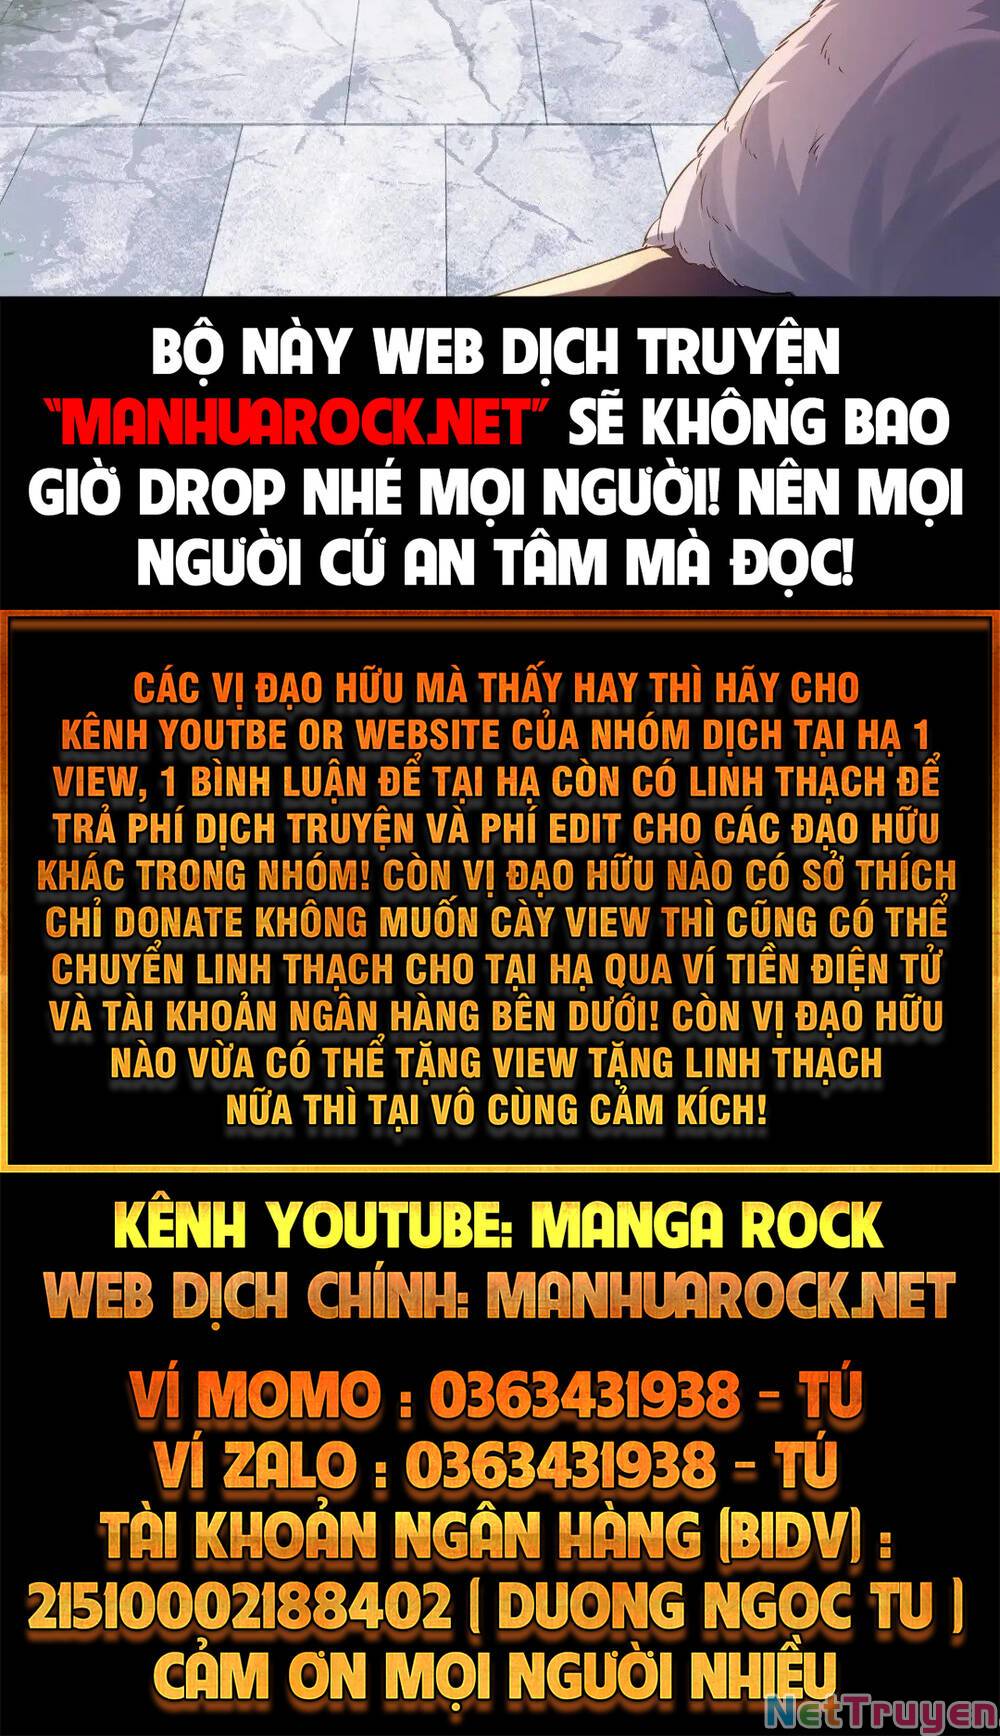 BỘ NÀY WEB DỊCH TRUYỆN
“MANHUAROCK.NET” SẼ KHÔNG BAO
GIỜ DROP NHÉ MỌI NGƯỜI! NÊN MỌI
NGƯỜI CỨ AN TÂM MÀ ĐỌC!
CÁC VỊ ĐẠO HỮU MÀ THẤY HAY THÌ HÃY CHO
KÊNH YOUTBE OR WEBSITE CỦA NHÓM DỊCH TẠI HẠ 1
VIEW, 1 BÌNH LUẬN ĐỂ TẠI HẠ CÒN CÓ LINH THẠCH ĐỂ
TRẢ PHÍ DỊCH TRUYỆN VÀ PHÍ EDIT CHO CÁC ĐẠO HỮU
KHÁC TRONG NHÓM! CÒN VỊ ĐẠO HỮU NÀO CÓ SỞ THÍCH
CHỈ DONATE KHÔNG MUỐN CÀY VIEW THÌ CŨNG CÓ THỂ
CHUYỂN LINH THẠCH CHO TẠI HẠ QUA VÍ TIỀN ĐIỆN TỬ
VÀ TÀI KHOẢN NGÂN HÀNG BÊN DƯỚI! CÒN VỊ ĐẠO HỮU
NÀO VỪA CÓ THỂ TẶNG VIEW TẶNG LINH THẠCH
NỮA THÌ TẠI VÔ CÙNG CẢM KÍCH!
KÊNH YOUTUBE: MANGA ROCK
WEB DỊCH CHÍNH: MANHUAROCK.NET
VÍ MOMO : 0363431938 - TÚ
VÍ ZALO : 0363431938 - TÚ
TÀI KHOẢN NGÂN HÀNG (BIDV) :
21510002188402 ( DUONG NGOC TU )
CẢM ƠN MỌI NGƯỜI NHIỀU
NetTruyen